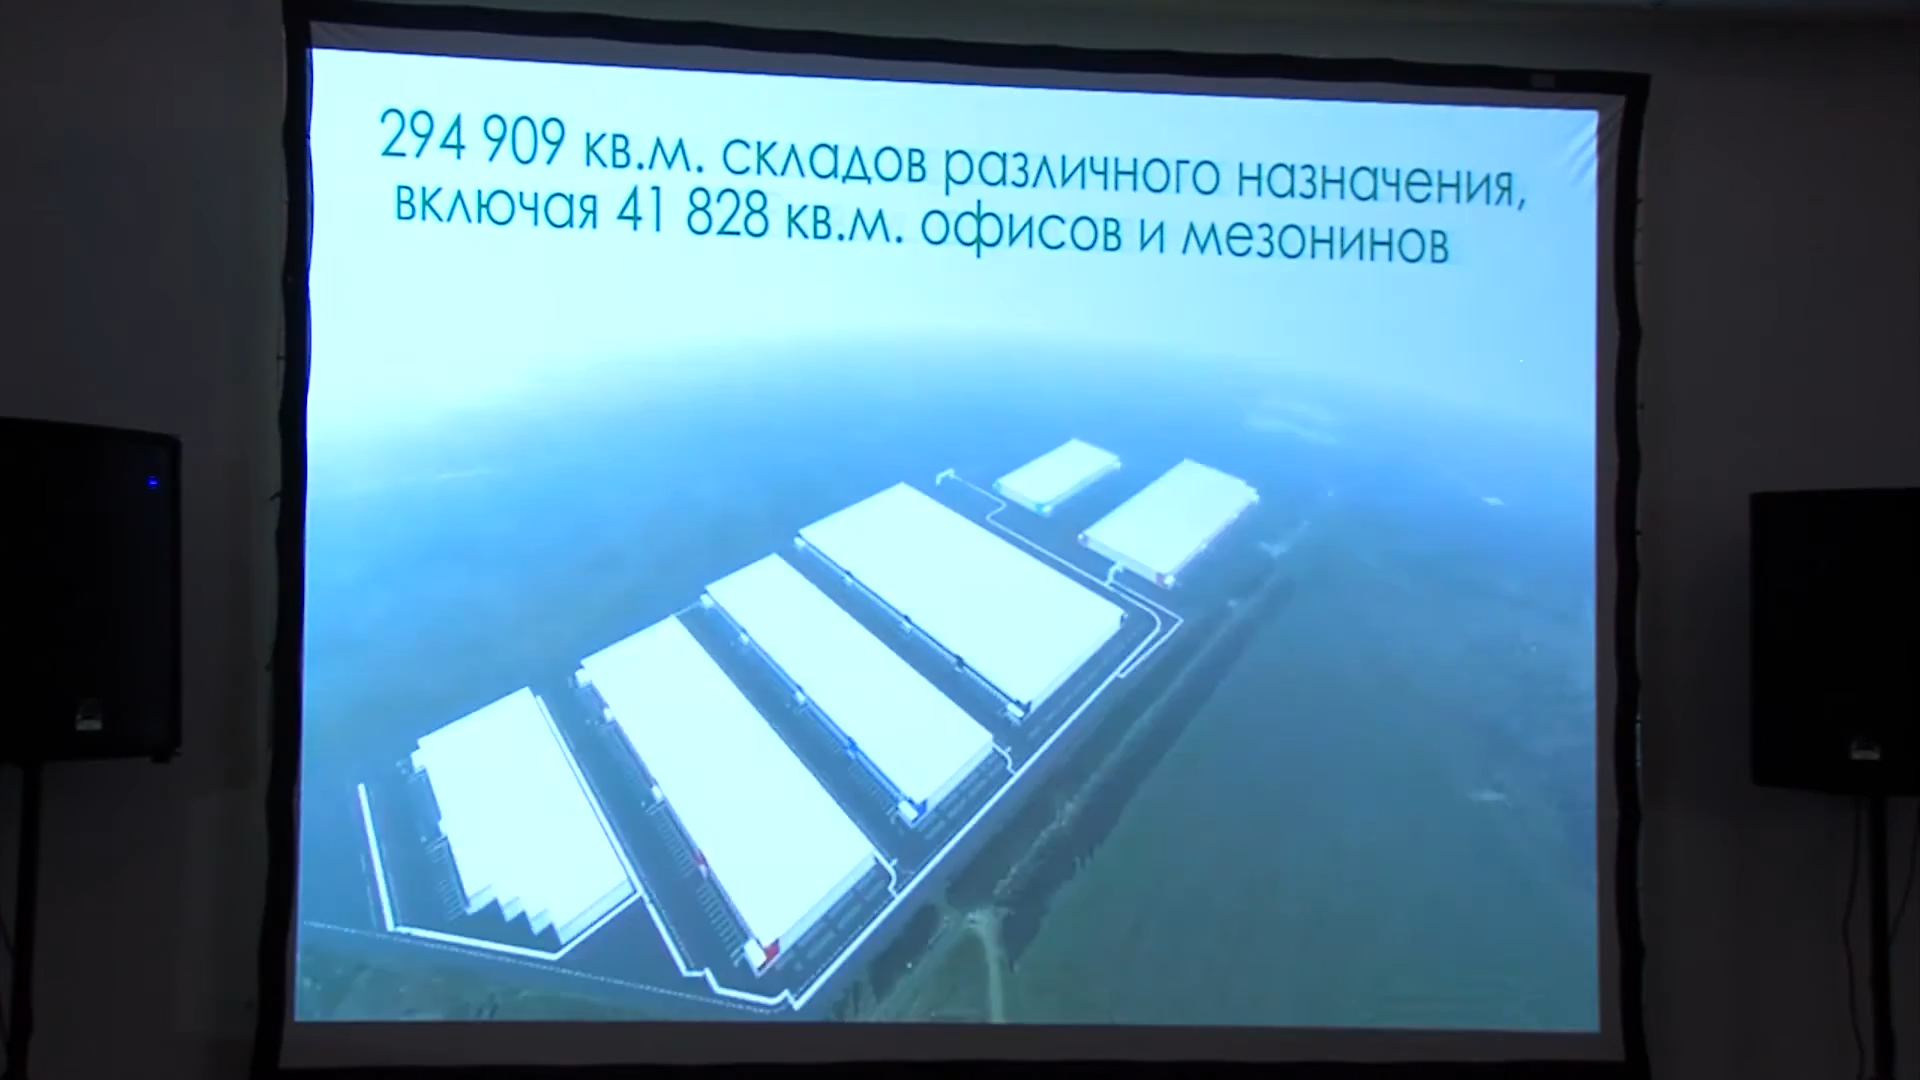 294 909 кв.м. складов различного назначения,
включая 41 828 кв.м. офисов и мезонинов